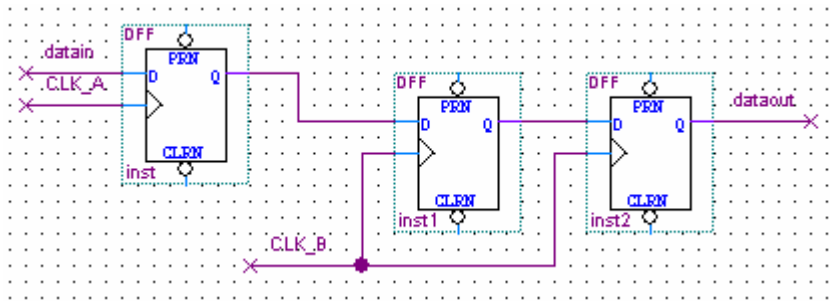 DFF
datain
PRN
D
Q
CLK_A
CLRN
inst
DFF
PRN
D
Q
CLRN
inst1
DFF
PRN
D
Q
dataout
CLRN
inst2
CLK_B